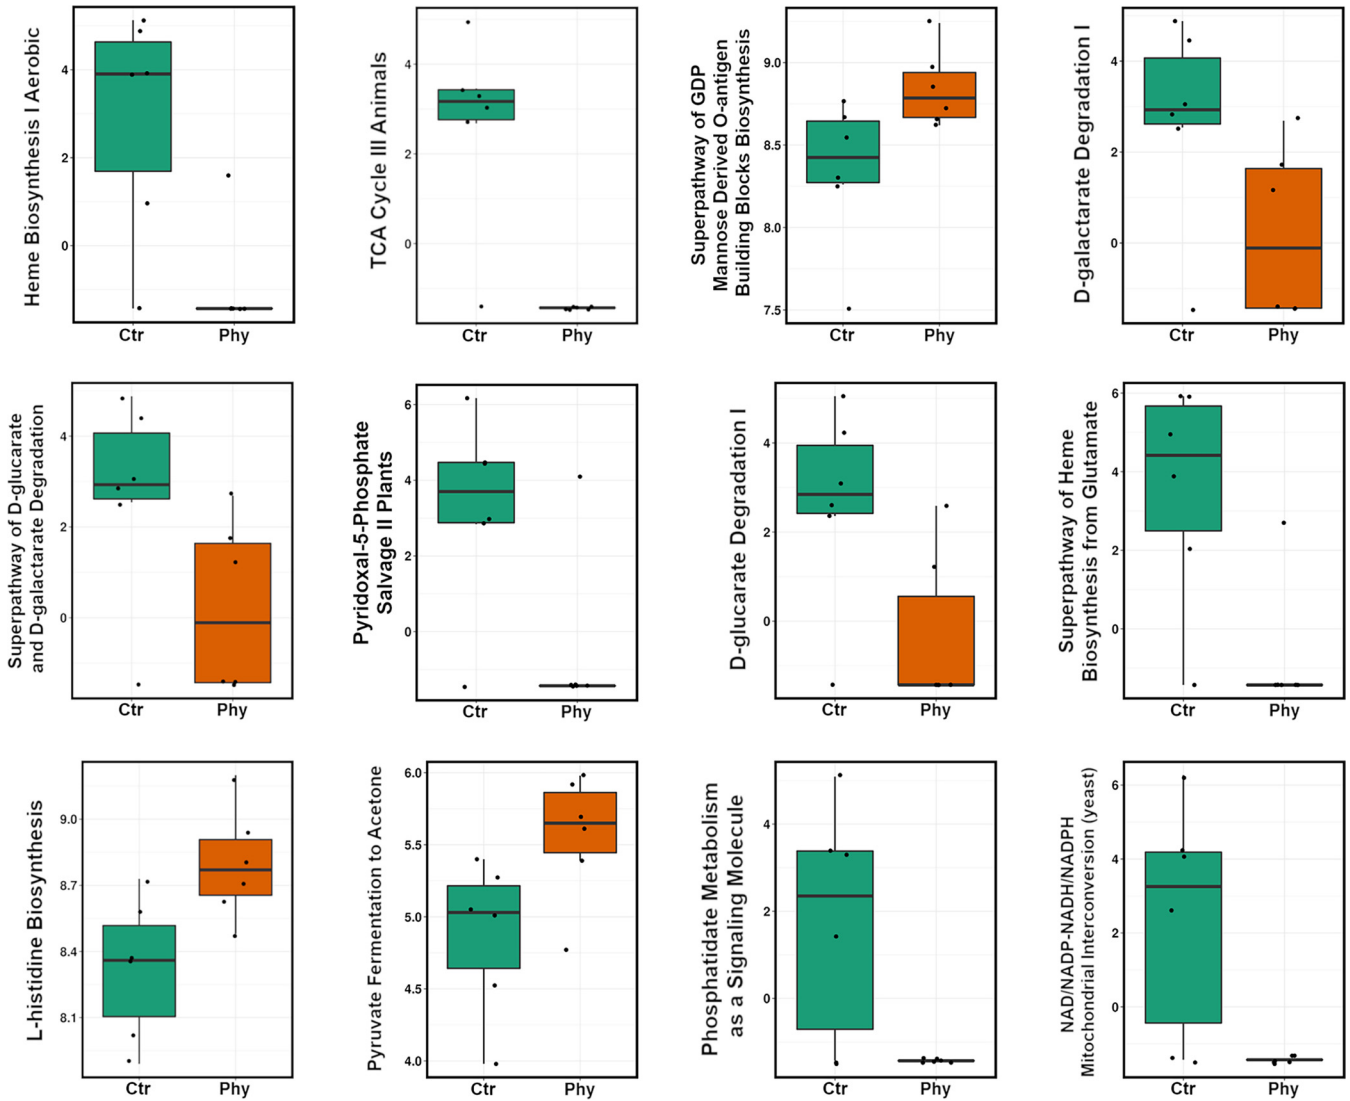 Heme Biosynthesis I Aerobic
4
2
0
Ctr
Phy
TCA Cycle III Animals
4
2
0
Ctr
Phy
Superpathway of GDP
Mannose Derived O-antigen
Building Blocks Biosynthesis
9.0
8.5
8.0
7.5
Ctr
Phy
D-galactarate Degradation I
4
2
0
Ctr
Phy
Superpathway of D-glucarate
and D-galactarate Degradation
4
2
0
Ctr
Phy
Pyridoxal-5-Phosphate
Salvage II Plants
6
4
2
0
Ctr
Phy
D-glucarate Degradation I
4
2
0
Ctr
Phy
Superpathway of Heme
Biosynthesis from Glutamate
6
4
2
0
Ctr
Phy
L-histidine Biosynthesis
9.0
8.7
8.4
8.1
Ctr
Phy
Pyruvate Fermentation to Acetone
6.0
5.5
5.0
4.5
4.0
Ctr
Phy
Phosphatidate Metabolism
as a Signaling Molecule
4
2
0
Ctr
Phy
NAD/NADP-NADH/NADPH
Mitochondrial Interconversion (yeast)
6
4
2
0
Ctr
Phy